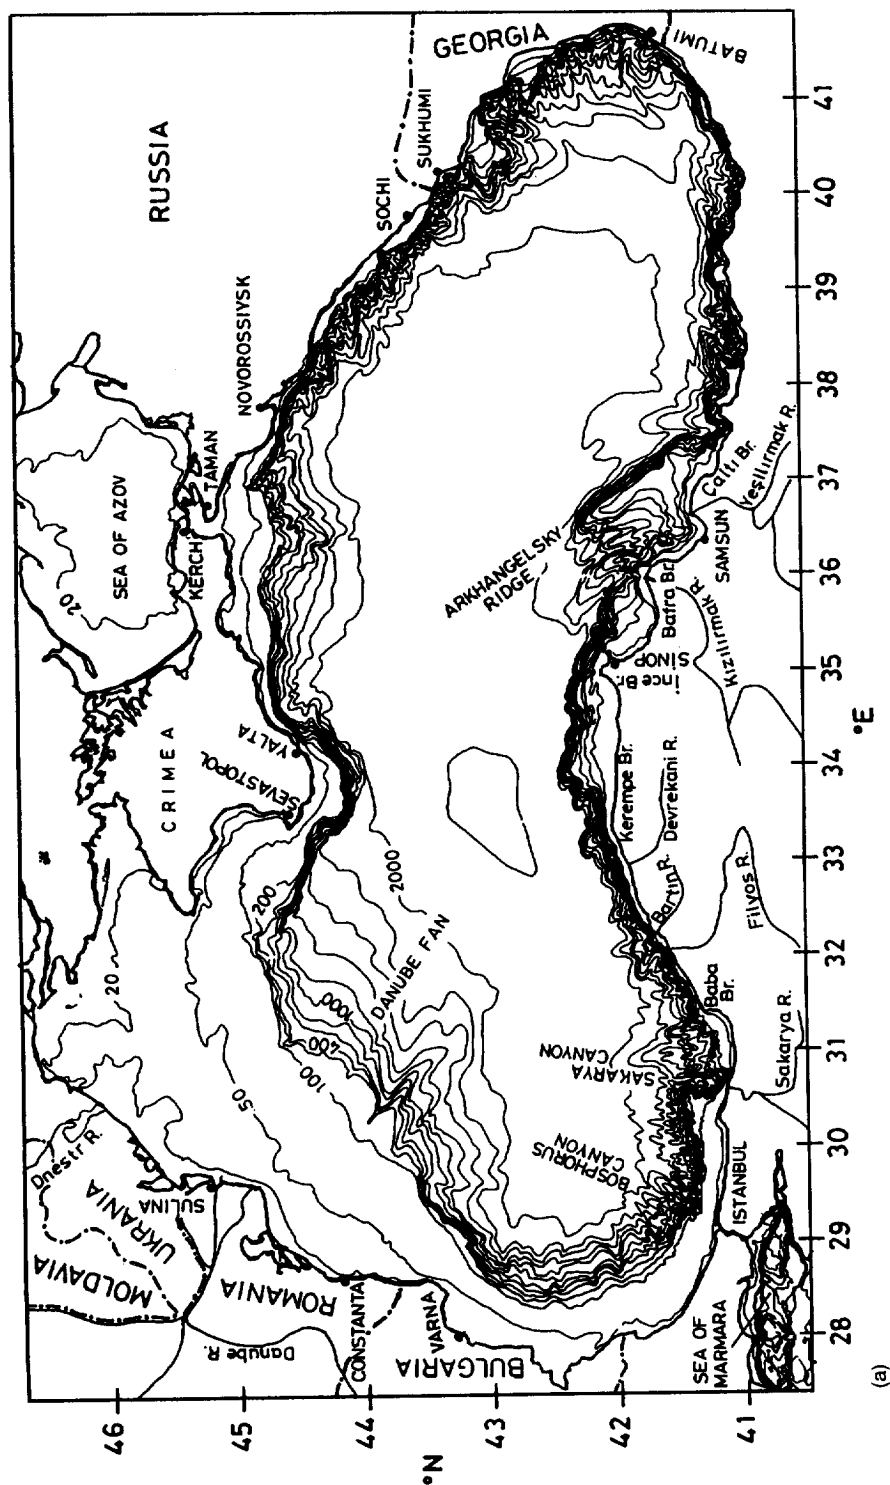 RUSSIA
GEORGIA
BATUMI
SUKHUMI
SOCHI
NOVOROSSIYSK
TAMAN
SEA OF AZOV
KERCH
20
CRIMEA
YALTA
SEVASTOPOL
20
200
2000
DANUBE FAN
1000
400
100
50
Dnestr R.
UKRANIA
MOLDAVIA
SULINA
ROMANIA
Danube R.
CONSTANTA
VARNA
BULGARIA
ARKHANGELSKY
RIDGE
Çaltı Br.
Yeşilırmak R.
SAMSUN
Bafra Br.
Kızılırmak R.
SİNOP
İnce Br.
Kerempe Br.
Devrekani R.
Bartın R.
Filyos R.
Baba
Br.
Sakarya R.
SAKARYA
CANYON
BOSPHORUS
CANYON
ISTANBUL
SEA OF
MARMARA
46
45
44
43
42
41
°N
28
29
30
31
32
33
34
35
36
37
38
39
40
41
°E
(a)